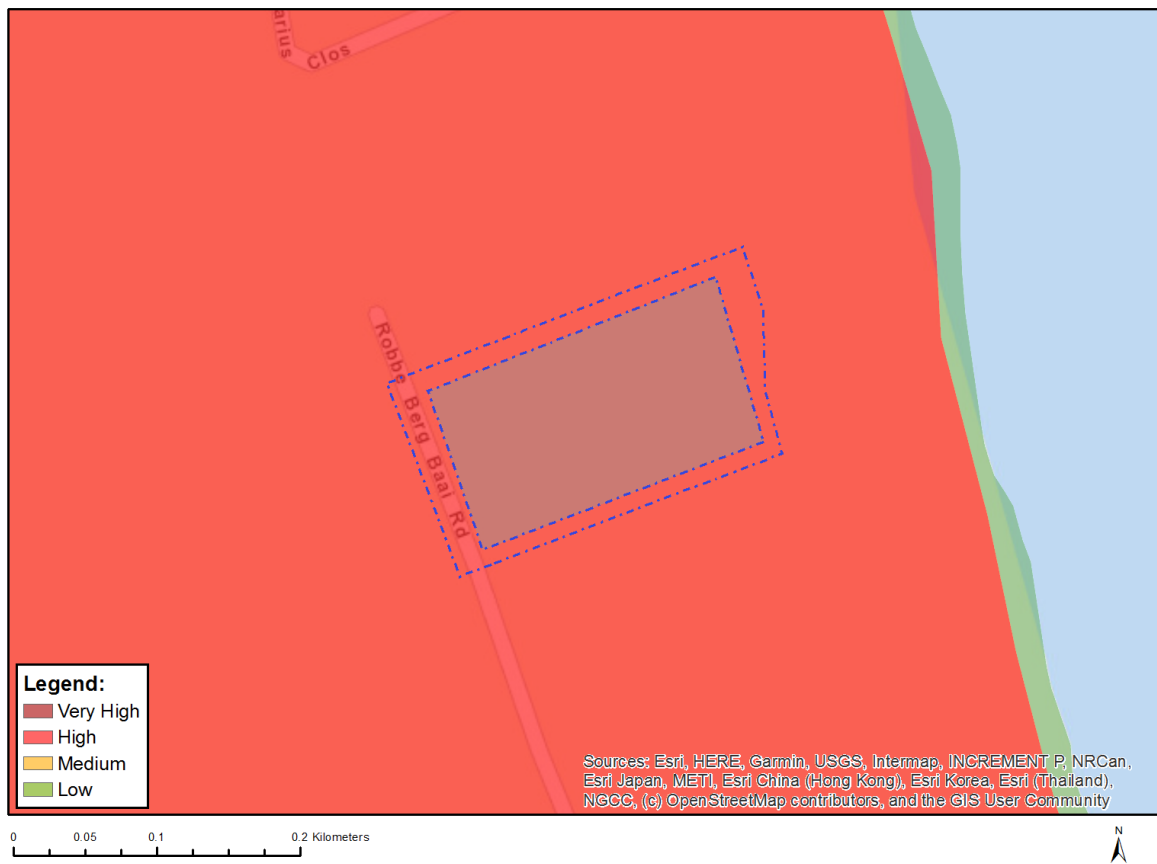 arius
Clos
Robbe Berg Baai Rd
Legend:
Very High
High
Medium
Low
Sources: Esri, HERE, Garmin, USGS, Intermap, INCREMENT P, NRCan,
Esri Japan, METI, Esri China (Hong Kong), Esri Korea, Esri (Thailand),
NGCC, (c) OpenStreetMap contributors, and the GIS User Community
0 0.05 0.1 0.2 Kilometers
N